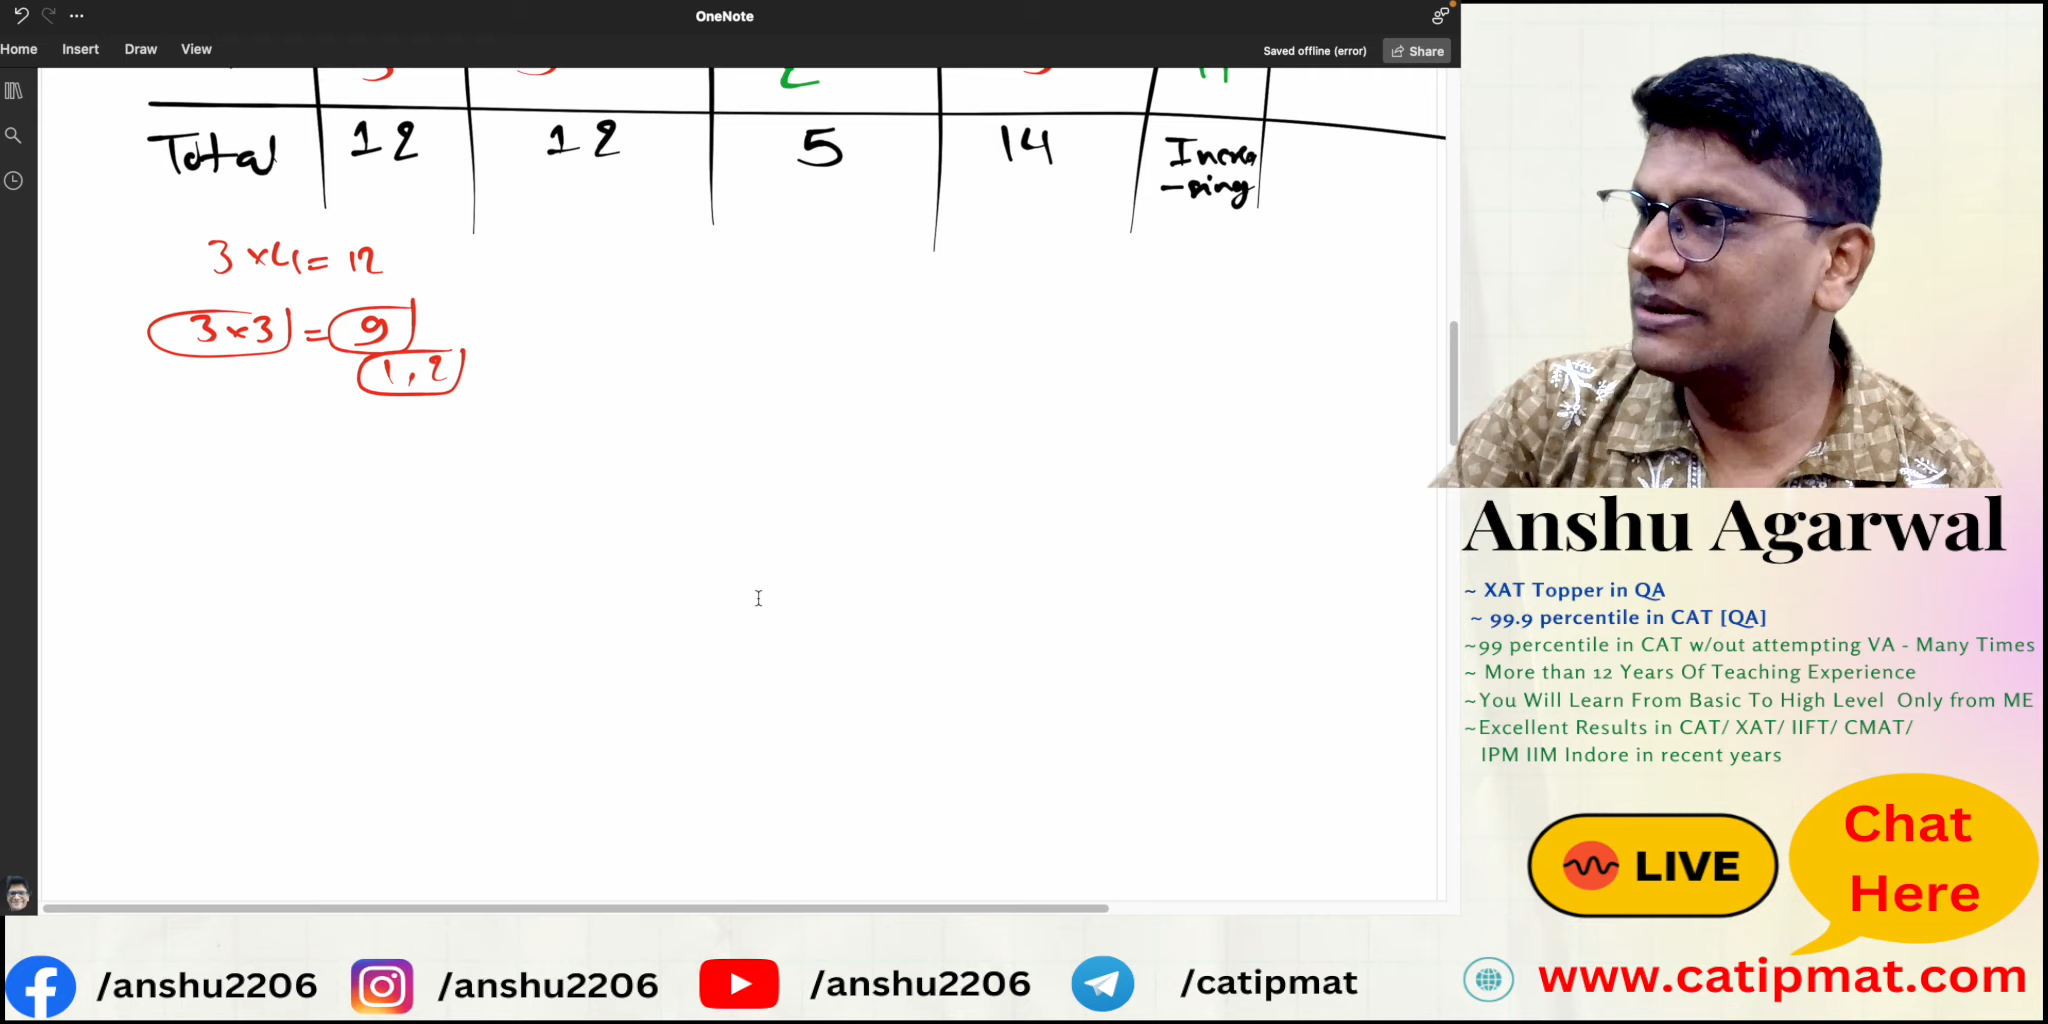 OneNote
Home Insert Draw View
Saved offline (error) Share
3 3 2 3
Total 12 12 5 14 Increa
-sing
3 x 4 = 12
3 x 3 = 9
1, 2
Anshu Agarwal
~ XAT Topper in QA
~ 99.9 percentile in CAT [QA]
~99 percentile in CAT w/out attempting VA - Many Times
~ More than 12 Years Of Teaching Experience
~You Will Learn From Basic To High Level Only from ME
~Excellent Results in CAT/ XAT/ IIFT/ CMAT/
IPM IIM Indore in recent years
LIVE
Chat
Here
/anshu2206 /anshu2206 /anshu2206 /catipmat www.catipmat.com